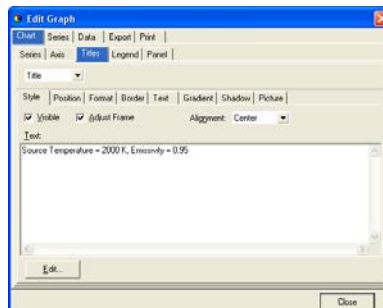 Edit Graph
Chart Series Data Export Print
Series Axis Titles Legend Panel
Title
Style Position Format Border Text Gradient Shadow Picture
Visible Adjust Frame Alignment: Center
Text:
Source Temperature = 2000 K, Emissivity = 0.95
Edit...
Close